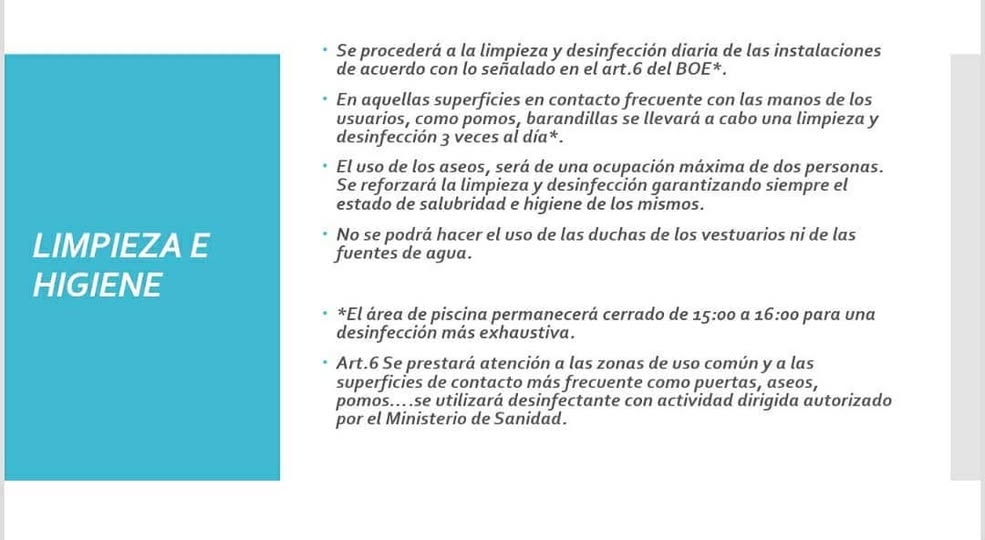 LIMPIEZA E
HIGIENE
• Se procederá a la limpieza y desinfección diaria de las instalaciones
de acuerdo con lo señalado en el art.6 del BOE*.
• En aquellas superficies en contacto frecuente con las manos de los
usuarios, como pomos, barandillas se llevará a cabo una limpieza y
desinfección 3 veces al día*.
• El uso de los aseos, será de una ocupación máxima de dos personas.
Se reforzará la limpieza y desinfección garantizando siempre el
estado de salubridad e higiene de los mismos.
• No se podrá hacer el uso de las duchas de los vestuarios ni de las
fuentes de agua.
• *El área de piscina permanecerá cerrado de 15:00 a 16:00 para una
desinfección más exhaustiva.
• Art.6 Se prestará atención a las zonas de uso común y a las
superficies de contacto más frecuente como puertas, aseos,
pomos....se utilizará desinfectante con actividad dirigida autorizado
por el Ministerio de Sanidad.